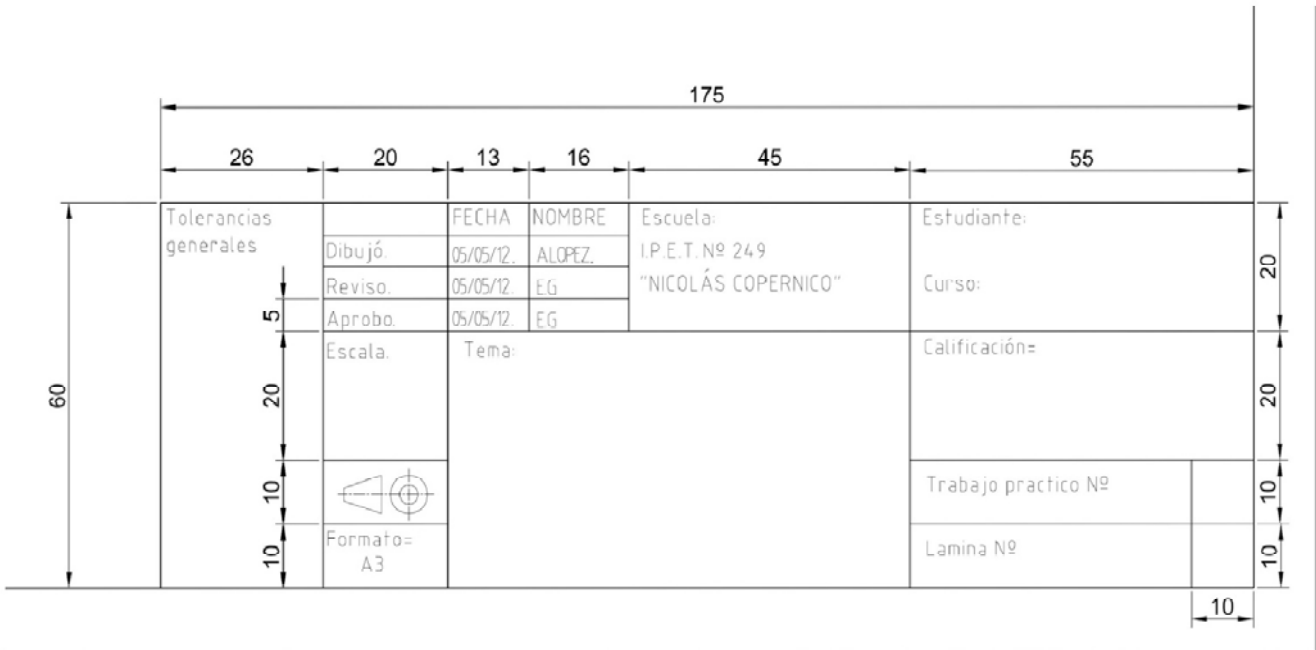 175
26 20 13 16 45 55
Tolerancias
generales
FECHA NOMBRE
Dibujó. 05/05/12. ALOPEZ.
Reviso. 05/05/12. EG
Aprobo. 05/05/12. EG
Escuela:
I.P.E.T. Nº 249
"NICOLÁS COPERNICO"
Estudiante:
Curso:
20
5
Escala.
Tema:
Calificación=
60
20
20
10
Trabajo practico Nº
10
Formato=
A3
10
Lamina Nº
10
10